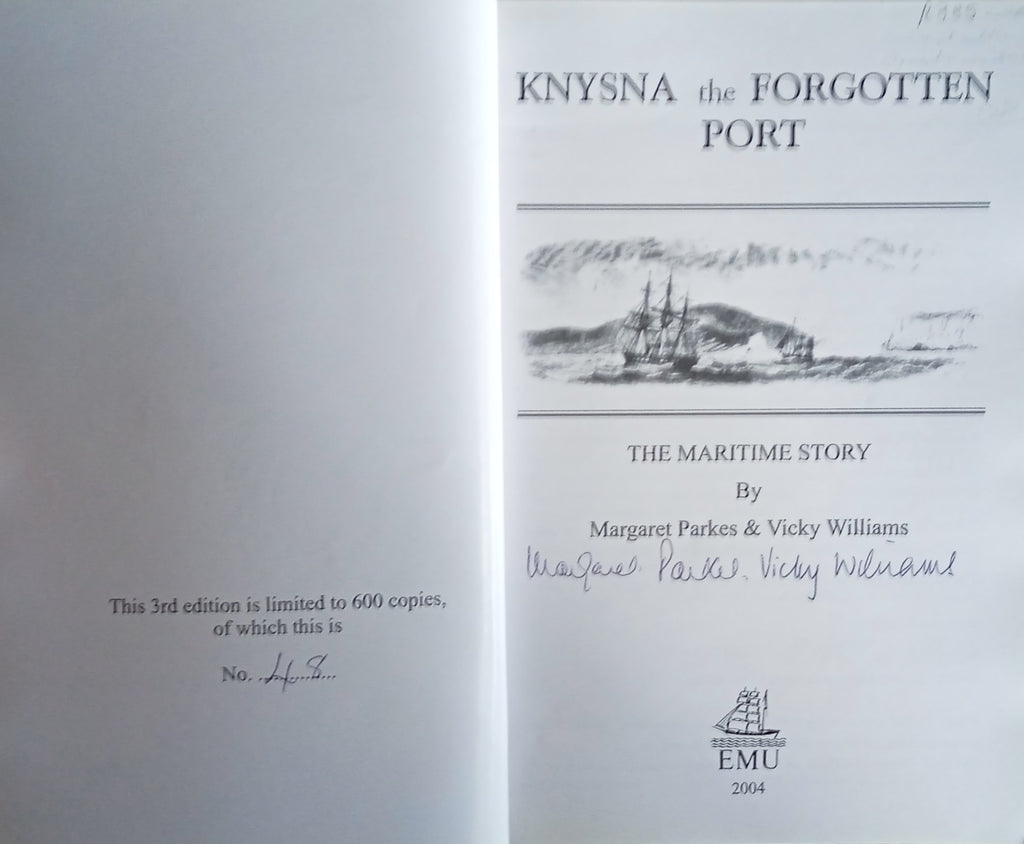 This 3rd edition is limited to 600 copies,
of which this is
No. ..48...
KNYSNA the FORGOTTEN
PORT
THE MARITIME STORY
By
Margaret Parkes & Vicky Williams
Margaret Parkes. Vicky Williams
EMU
2004